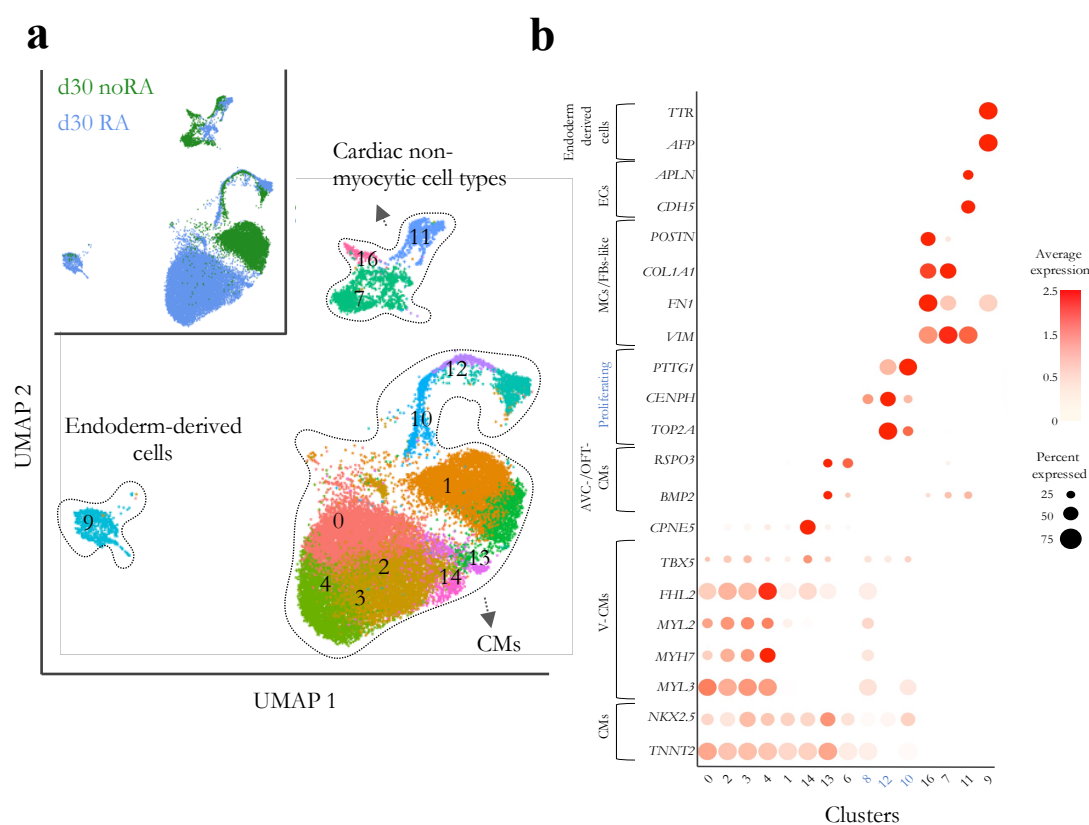 a
d30 noRA
d30 RA
Cardiac non-
myocytic cell types
11
16
7
12
10
Endoderm-derived
cells
1
9
0
2
13
14
4
3
CMs
UMAP 2
UMAP 1
b
Endoderm
derived
cells
ECs
MCs/FBs-like
Proliferating
AVC-/OFT-
CMs
V-CMs
CMs
TTR
AFP
APLN
CDH5
POSTN
COL1A1
FN1
VIM
PTTG1
CENPH
TOP2A
RSPO3
BMP2
CPNE5
TBX5
FHL2
MYL2
MYH7
MYL3
NKX2.5
TNNT2
0 2 3 4 1 14 13 6 8 12 10 16 7 11 9
Clusters
Average
expression
2.5
1.5
0.5
0
Percent
expressed
25
50
75